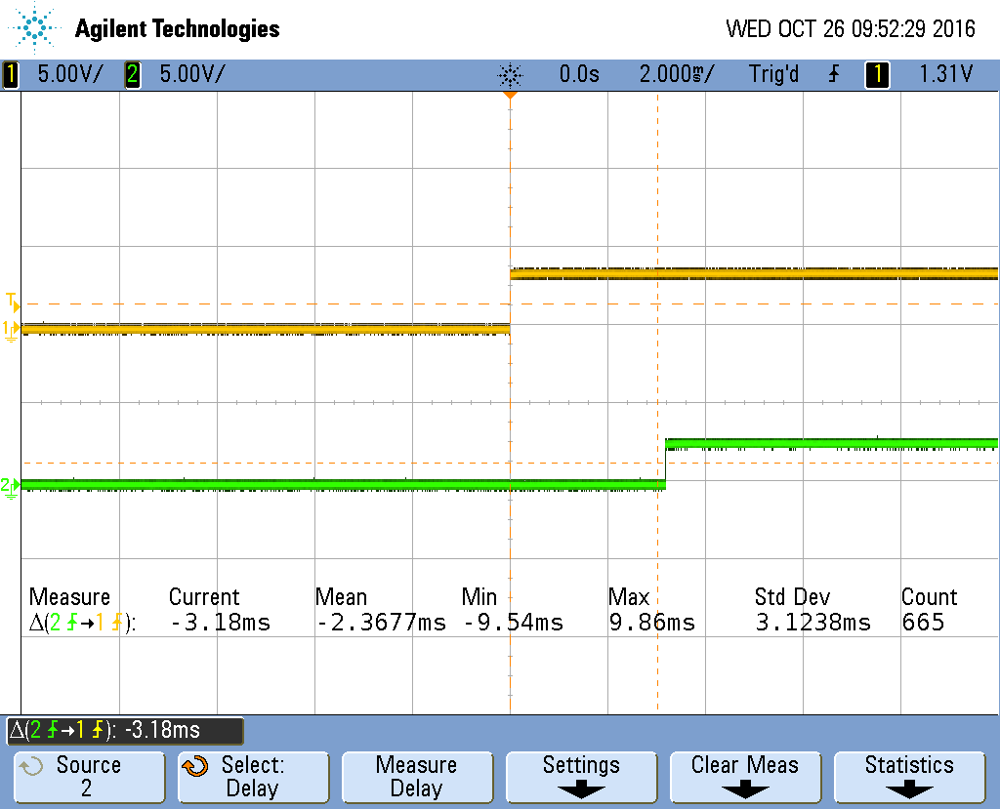 Agilent Technologies WED OCT 26 09:52:29 2016
1 5.00V/ 2 5.00V/ 0.0s 2.000ms/ Trig'd 1 1.31V
T
1
2
Measure Current Mean Min Max Std Dev Count
Δ(2→1): -3.18ms -2.3677ms -9.54ms 9.86ms 3.1238ms 665
Δ(2→1): -3.18ms
Source Select: Measure Settings Clear Meas Statistics
2 Delay Delay